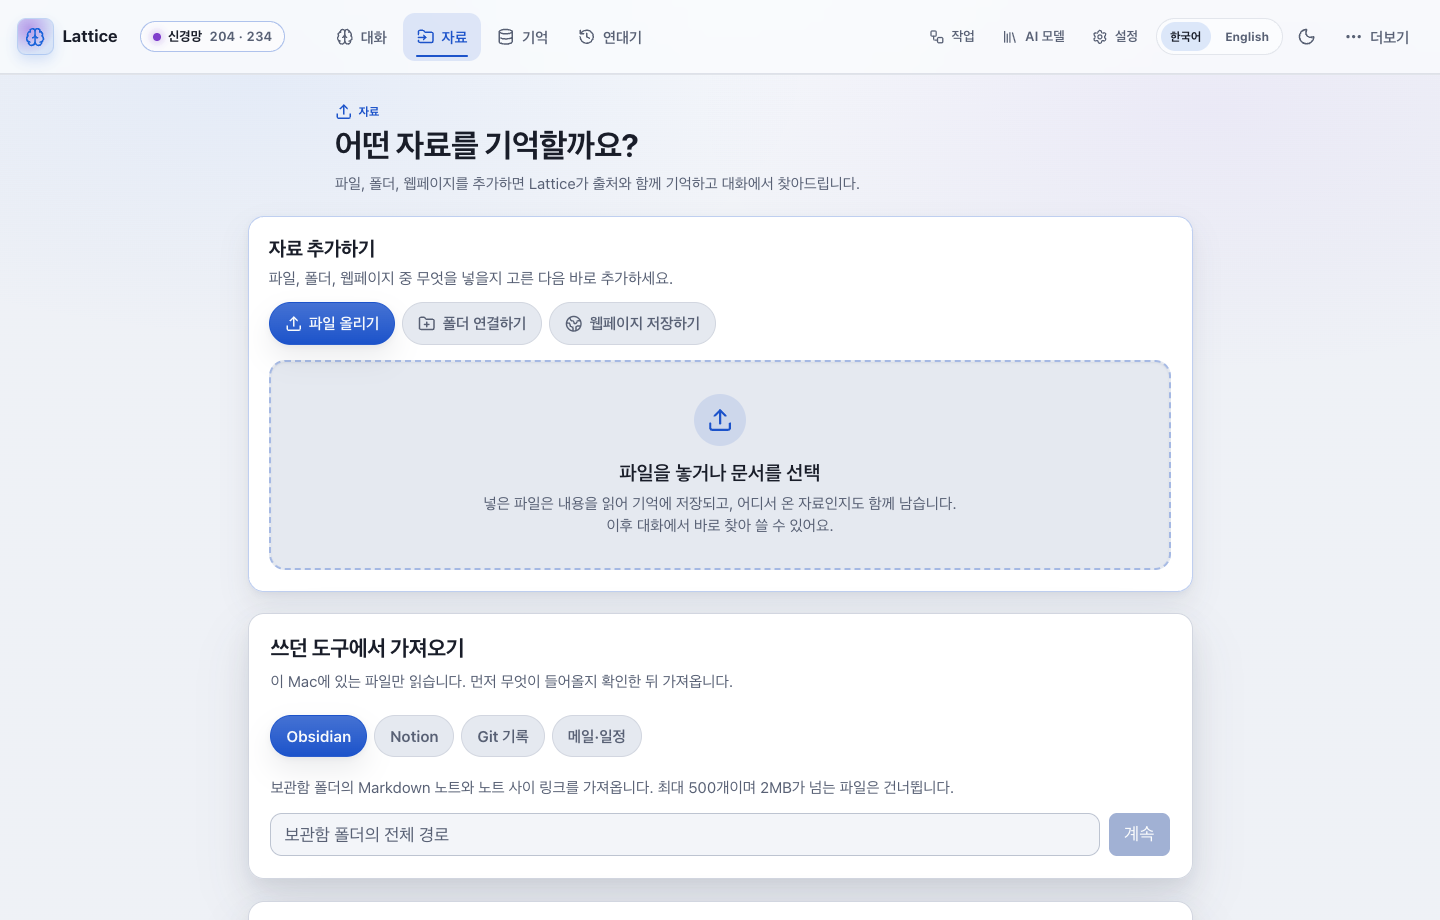 Lattice
신경망 204 · 234
대화
자료
기억
연대기
작업
AI 모델
설정
한국어
English
더보기
자료
어떤 자료를 기억할까요?
파일, 폴더, 웹페이지를 추가하면 Lattice가 출처와 함께 기억하고 대화에서 찾아드립니다.
자료 추가하기
파일, 폴더, 웹페이지 중 무엇을 넣을지 고른 다음 바로 추가하세요.
파일 올리기
폴더 연결하기
웹페이지 저장하기
파일을 놓거나 문서를 선택
넣은 파일은 내용을 읽어 기억에 저장되고, 어디서 온 자료인지도 함께 남습니다.
이후 대화에서 바로 찾아 쓸 수 있어요.
쓰던 도구에서 가져오기
이 Mac에 있는 파일만 읽습니다. 먼저 무엇이 들어올지 확인한 뒤 가져옵니다.
Obsidian
Notion
Git 기록
메일·일정
보관함 폴더의 Markdown 노트와 노트 사이 링크를 가져옵니다. 최대 500개이며 2MB가 넘는 파일은 건너뜁니다.
보관함 폴더의 전체 경로
계속